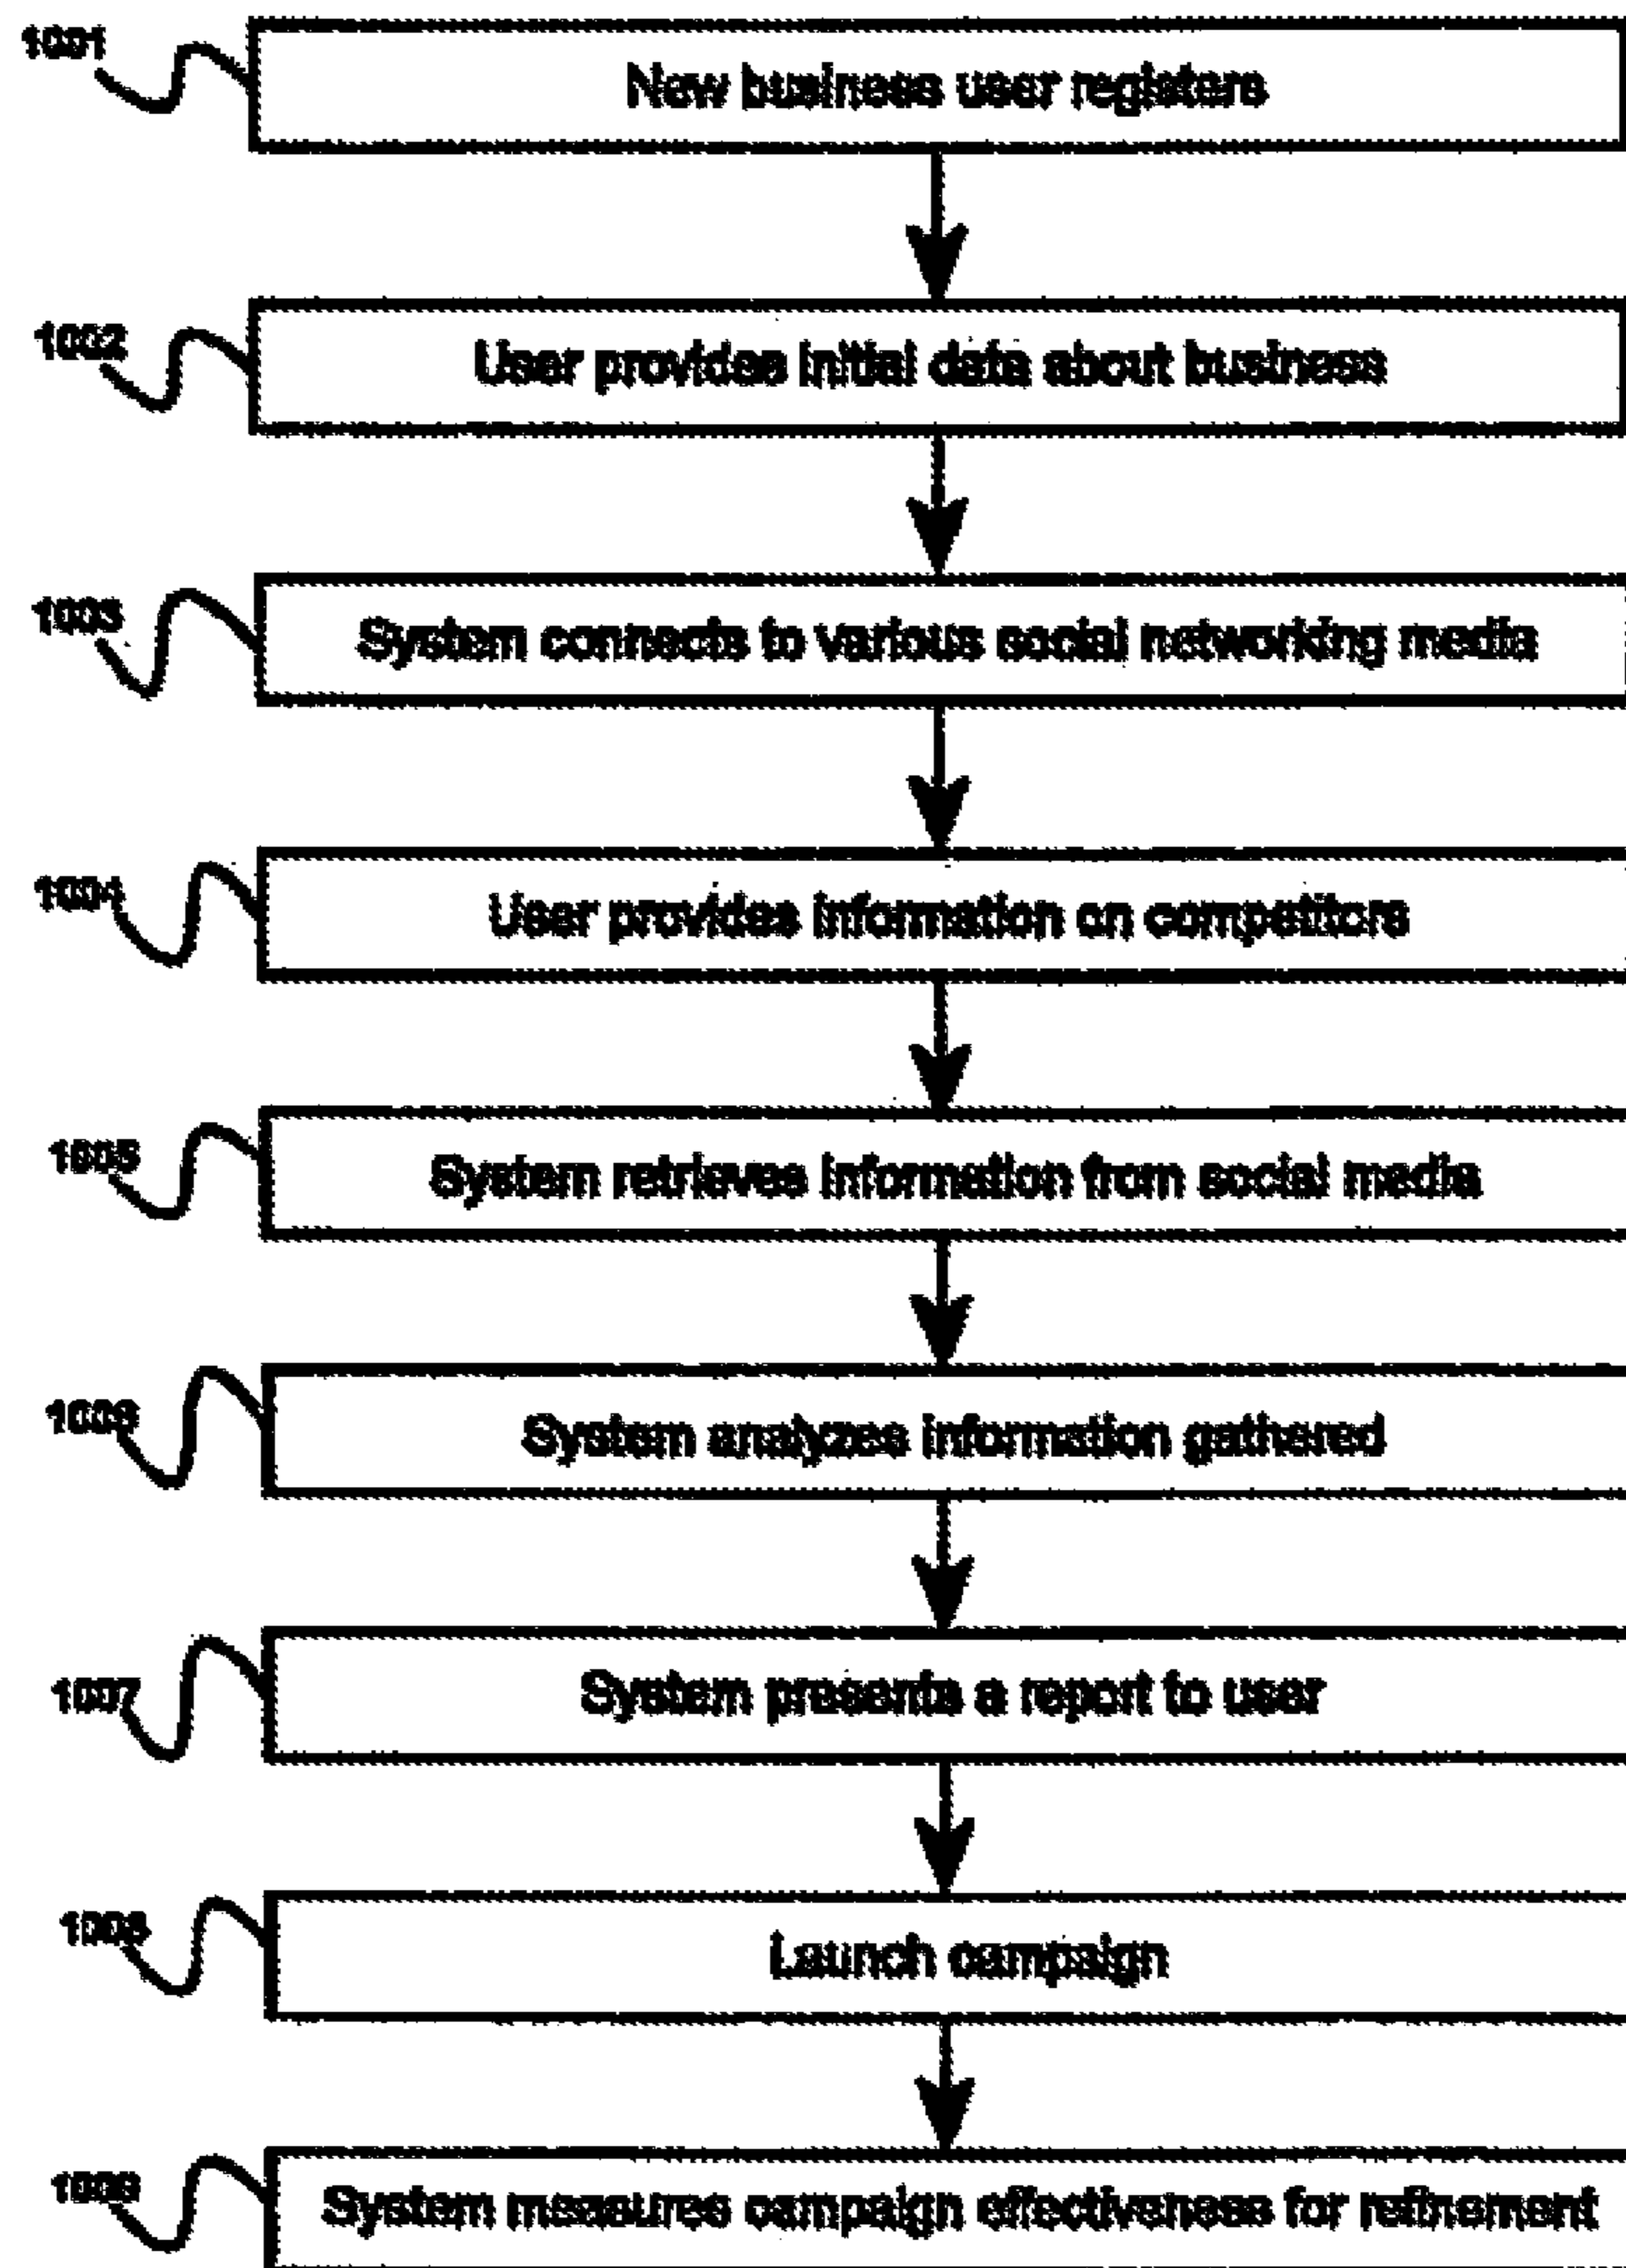 1001
New business user registers
1002
User provides initial data about business
1003
System connects to various social networking media
1004
User provides information on competitors
1005
System retrieves information from social media
1006
System analyzes information gathered
1007
System presents a report to user
1008
Launch campaign
1009
System measures campaign effectiveness for refinement